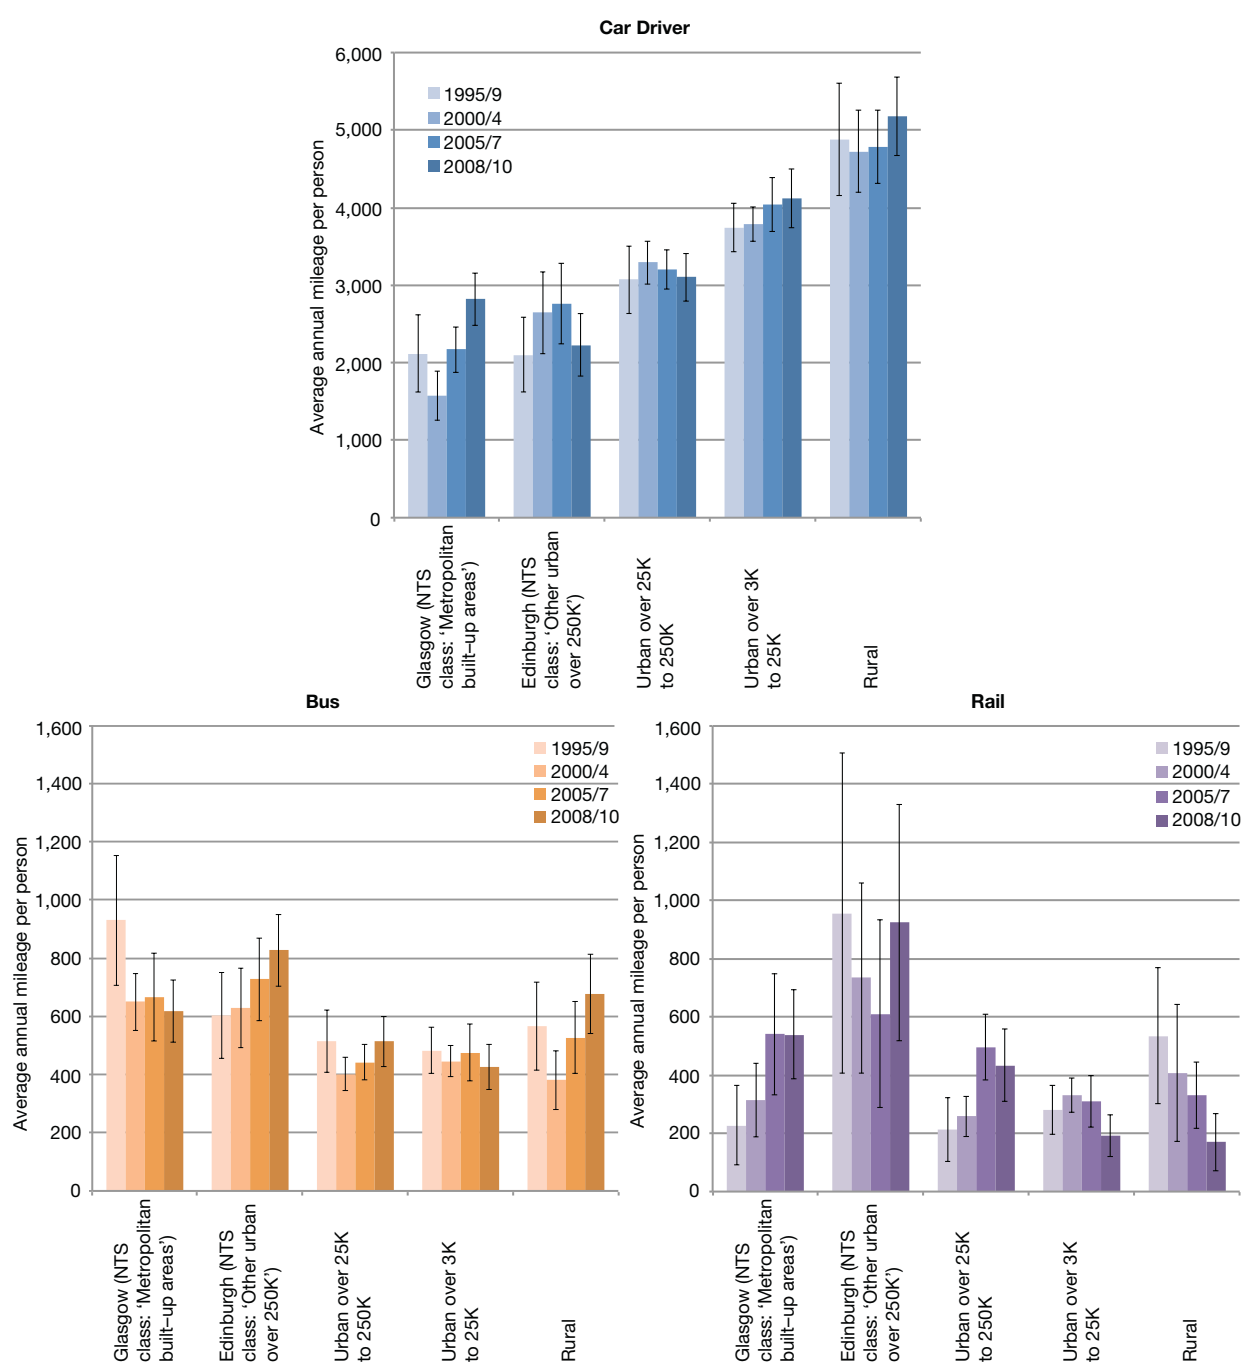 Car Driver
Average annual mileage per person
6,000
5,000
4,000
3,000
2,000
1,000
0
1995/9
2000/4
2005/7
2008/10
Glasgow (NTS
class: ‘Metropolitan
built–up areas’)
Edinburgh (NTS
class: ‘Other urban
over 250K’)
Urban over 25K
to 250K
Urban over 3K
to 25K
Rural
Bus
Average annual mileage per person
1,600
1,400
1,200
1,000
800
600
400
200
0
1995/9
2000/4
2005/7
2008/10
Glasgow (NTS
class: ‘Metropolitan
built–up areas’)
Edinburgh (NTS
class: ‘Other urban
over 250K’)
Urban over 25K
to 250K
Urban over 3K
to 25K
Rural
Rail
Average annual mileage per person
1,600
1,400
1,200
1,000
800
600
400
200
0
1995/9
2000/4
2005/7
2008/10
Glasgow (NTS
class: ‘Metropolitan
built–up areas’)
Edinburgh (NTS
class: ‘Other urban
over 250K’)
Urban over 25K
to 250K
Urban over 3K
to 25K
Rural